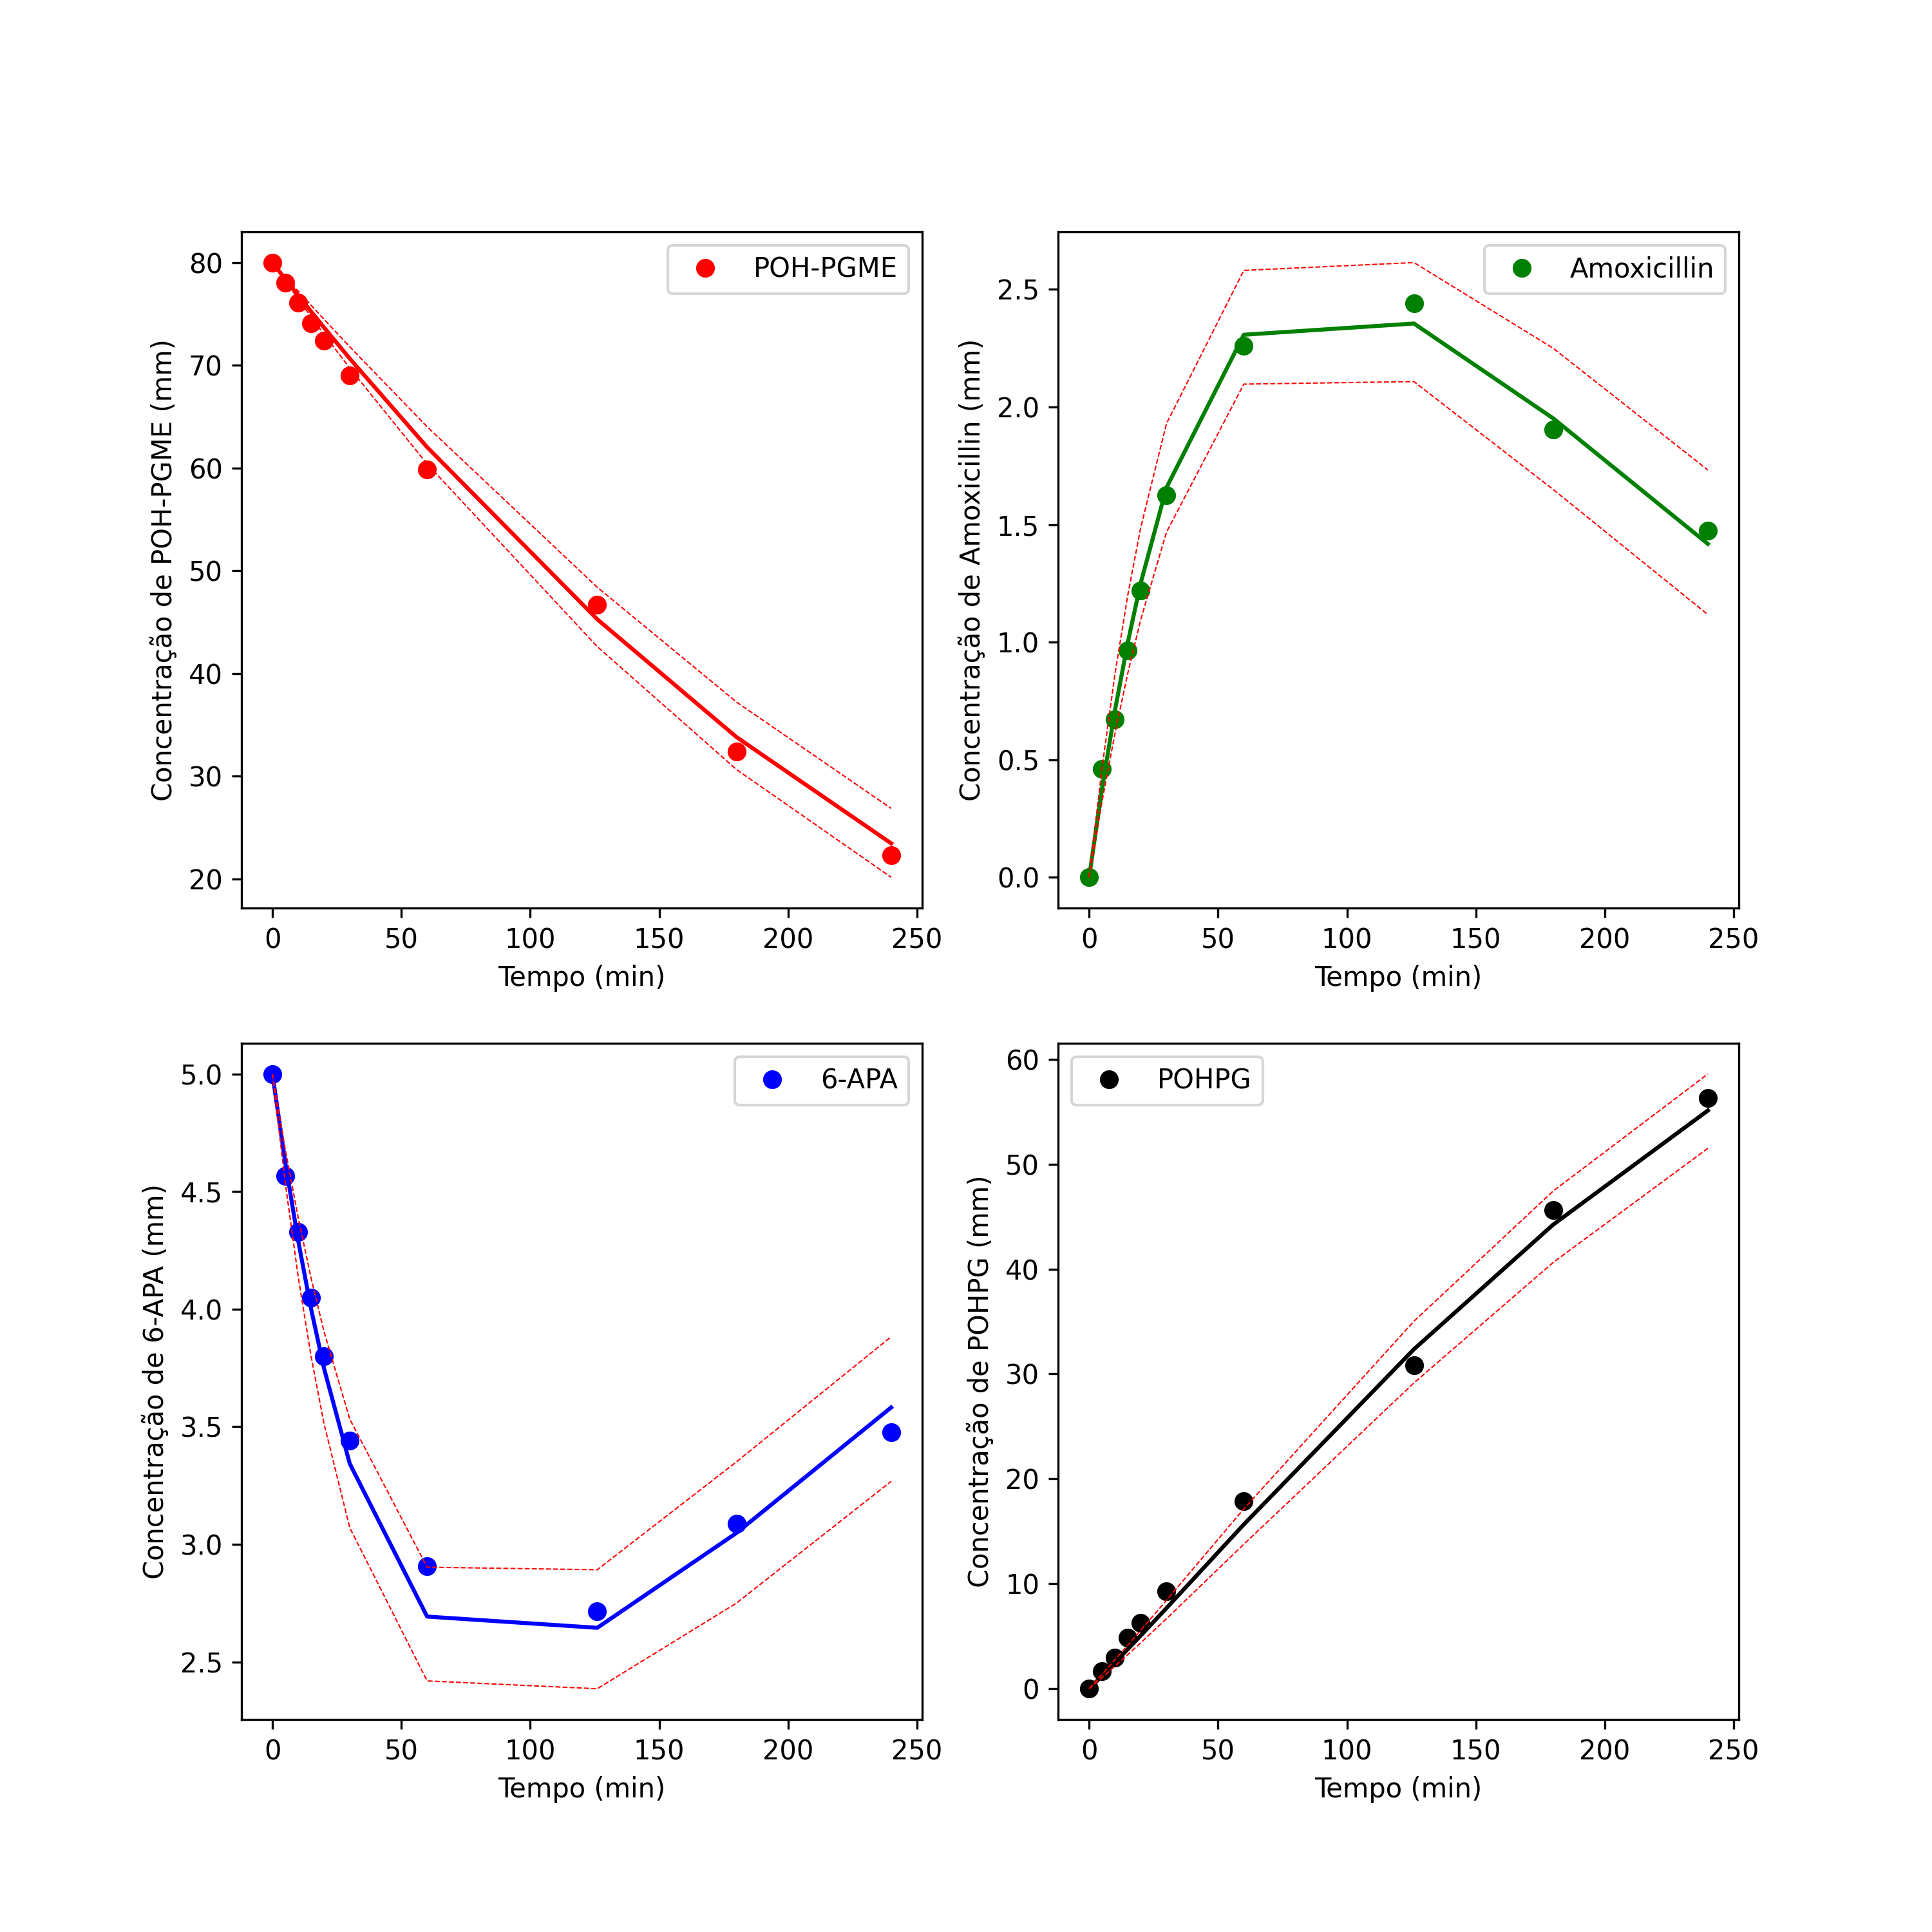 POH-PGME
80
70
60
50
40
30
20
Concentração de POH-PGME (mm)
0 50 100 150 200 250
Tempo (min)
Amoxicillin
2.5
2.0
1.5
1.0
0.5
0.0
Concentração de Amoxicillin (mm)
0 50 100 150 200 250
Tempo (min)
6-APA
5.0
4.5
4.0
3.5
3.0
2.5
Concentração de 6-APA (mm)
0 50 100 150 200 250
Tempo (min)
POHPG
60
50
40
30
20
10
0
Concentração de POHPG (mm)
0 50 100 150 200 250
Tempo (min)